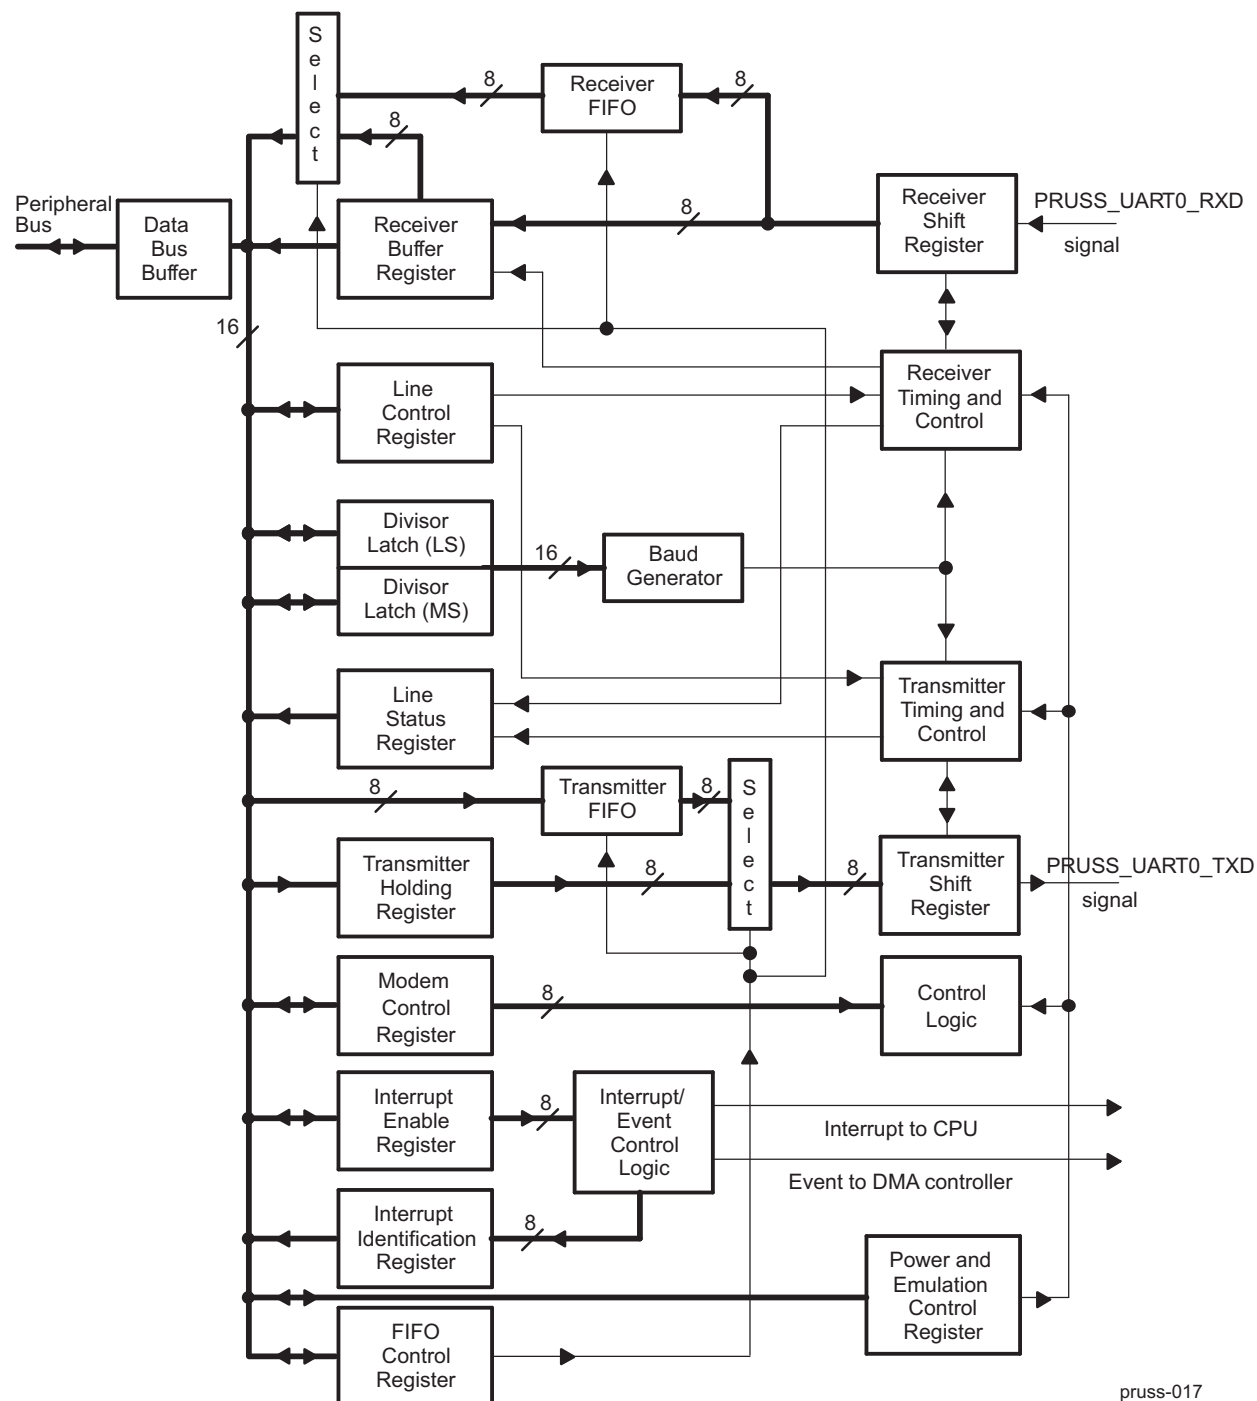 S
e
l
e
c
t
8
Receiver
FIFO
8
8
Peripheral
Bus
Data
Bus
Buffer
Receiver
Buffer
Register
8
Receiver
Shift
Register
PRUSS_UART0_RXD
signal
16
Line
Control
Register
Receiver
Timing and
Control
Divisor
Latch (LS)
Divisor
Latch (MS)
16
Baud
Generator
Line
Status
Register
Transmitter
Timing and
Control
8
Transmitter
FIFO
8
S
e
l
e
c
t
Transmitter
Holding
Register
8
8
Transmitter
Shift
Register
PRUSS_UART0_TXD
signal
Modem
Control
Register
8
Control
Logic
Interrupt
Enable
Register
8
Interrupt/
Event
Control
Logic
Interrupt to CPU
Event to DMA controller
Interrupt
Identification
Register
8
Power and
Emulation
Control
Register
FIFO
Control
Register
pruss-017